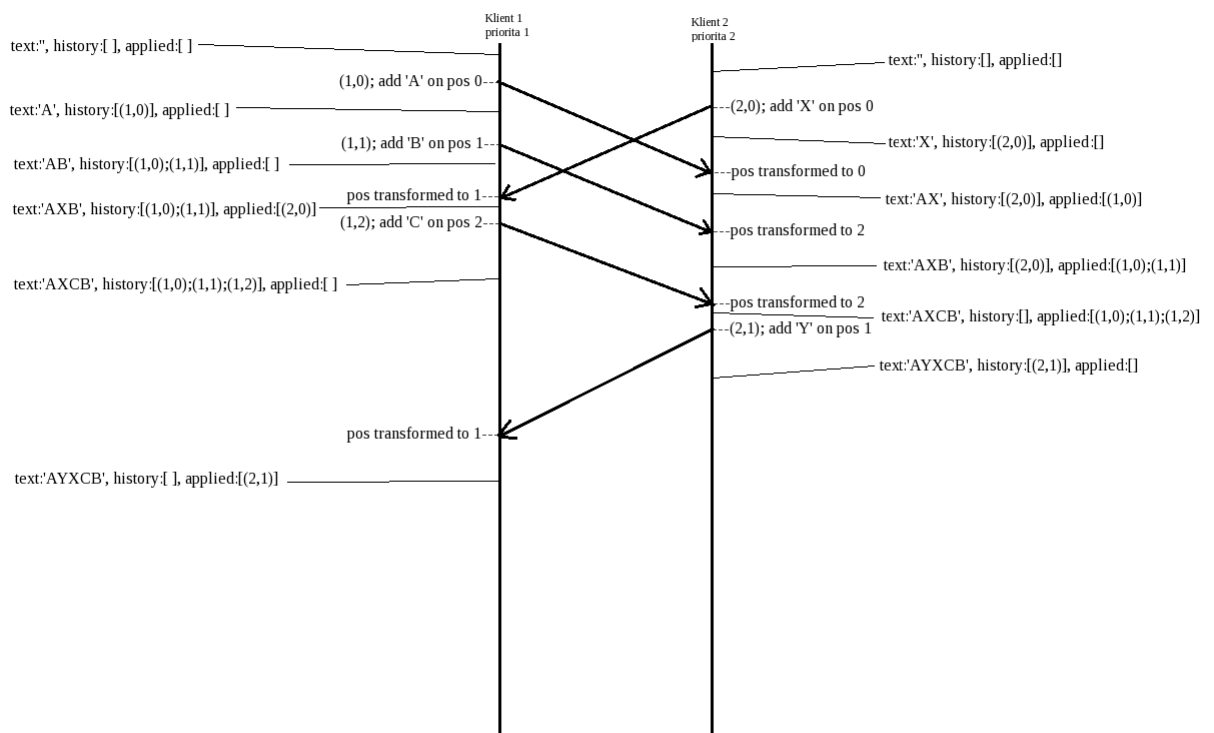 Klient 1
priorita 1
Klient 2
priorita 2
text:'', history:[ ], applied:[ ]
text:'', history:[], applied:[]
(1,0); add 'A' on pos 0
(2,0); add 'X' on pos 0
text:'A', history:[(1,0)], applied:[ ]
(1,1); add 'B' on pos 1
text:'X', history:[(2,0)], applied:[]
text:'AB', history:[(1,0);(1,1)], applied:[ ]
pos transformed to 0
pos transformed to 1
text:'AX', history:[(2,0)], applied:[(1,0)]
text:'AXB', history:[(1,0);(1,1)], applied:[(2,0)]
(1,2); add 'C' on pos 2
pos transformed to 2
text:'AXB', history:[(2,0)], applied:[(1,0);(1,1)]
text:'AXCB', history:[(1,0);(1,1);(1,2)], applied:[ ]
pos transformed to 2
text:'AXCB', history:[], applied:[(1,0);(1,1);(1,2)]
(2,1); add 'Y' on pos 1
text:'AYXCB', history:[(2,1)], applied:[]
pos transformed to 1
text:'AYXCB', history:[ ], applied:[(2,1)]